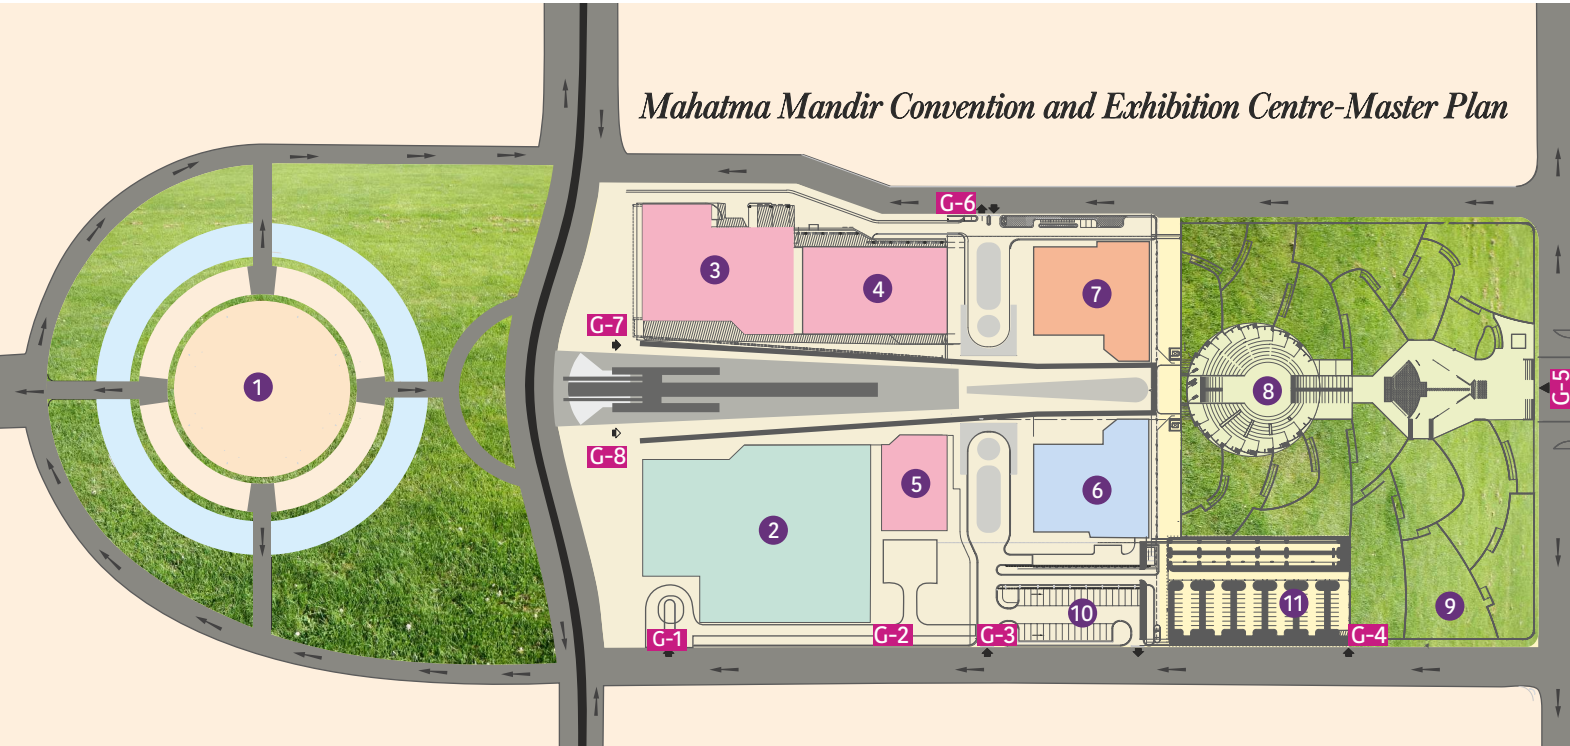 Mahatma Mandir Convention and Exhibition Centre-Master Plan
G-6
3
4
7
G-7
1
8
G-5
G-8
5
6
2
11
9
10
G-1
G-2
G-3
G-4